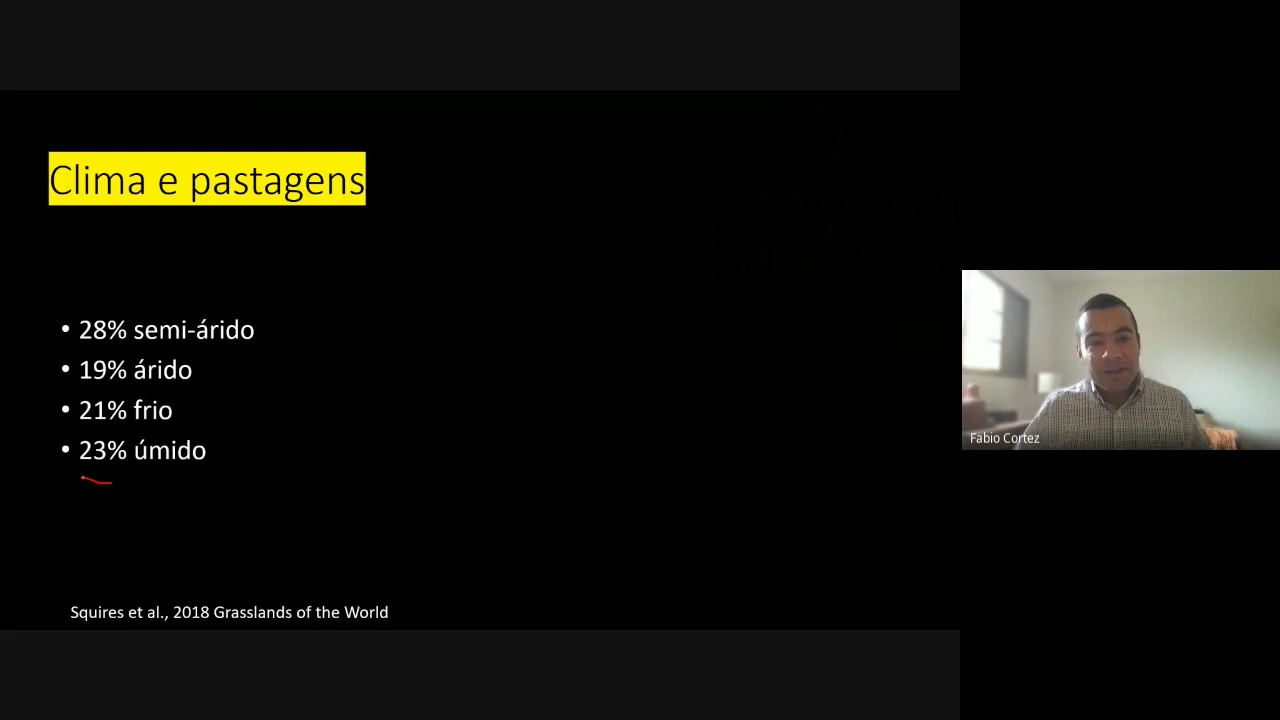 Clima e pastagens
• 28% semi-árido
• 19% árido
• 21% frio
• 23% úmido
Squires et al., 2018 Grasslands of the World
Fabio Cortez